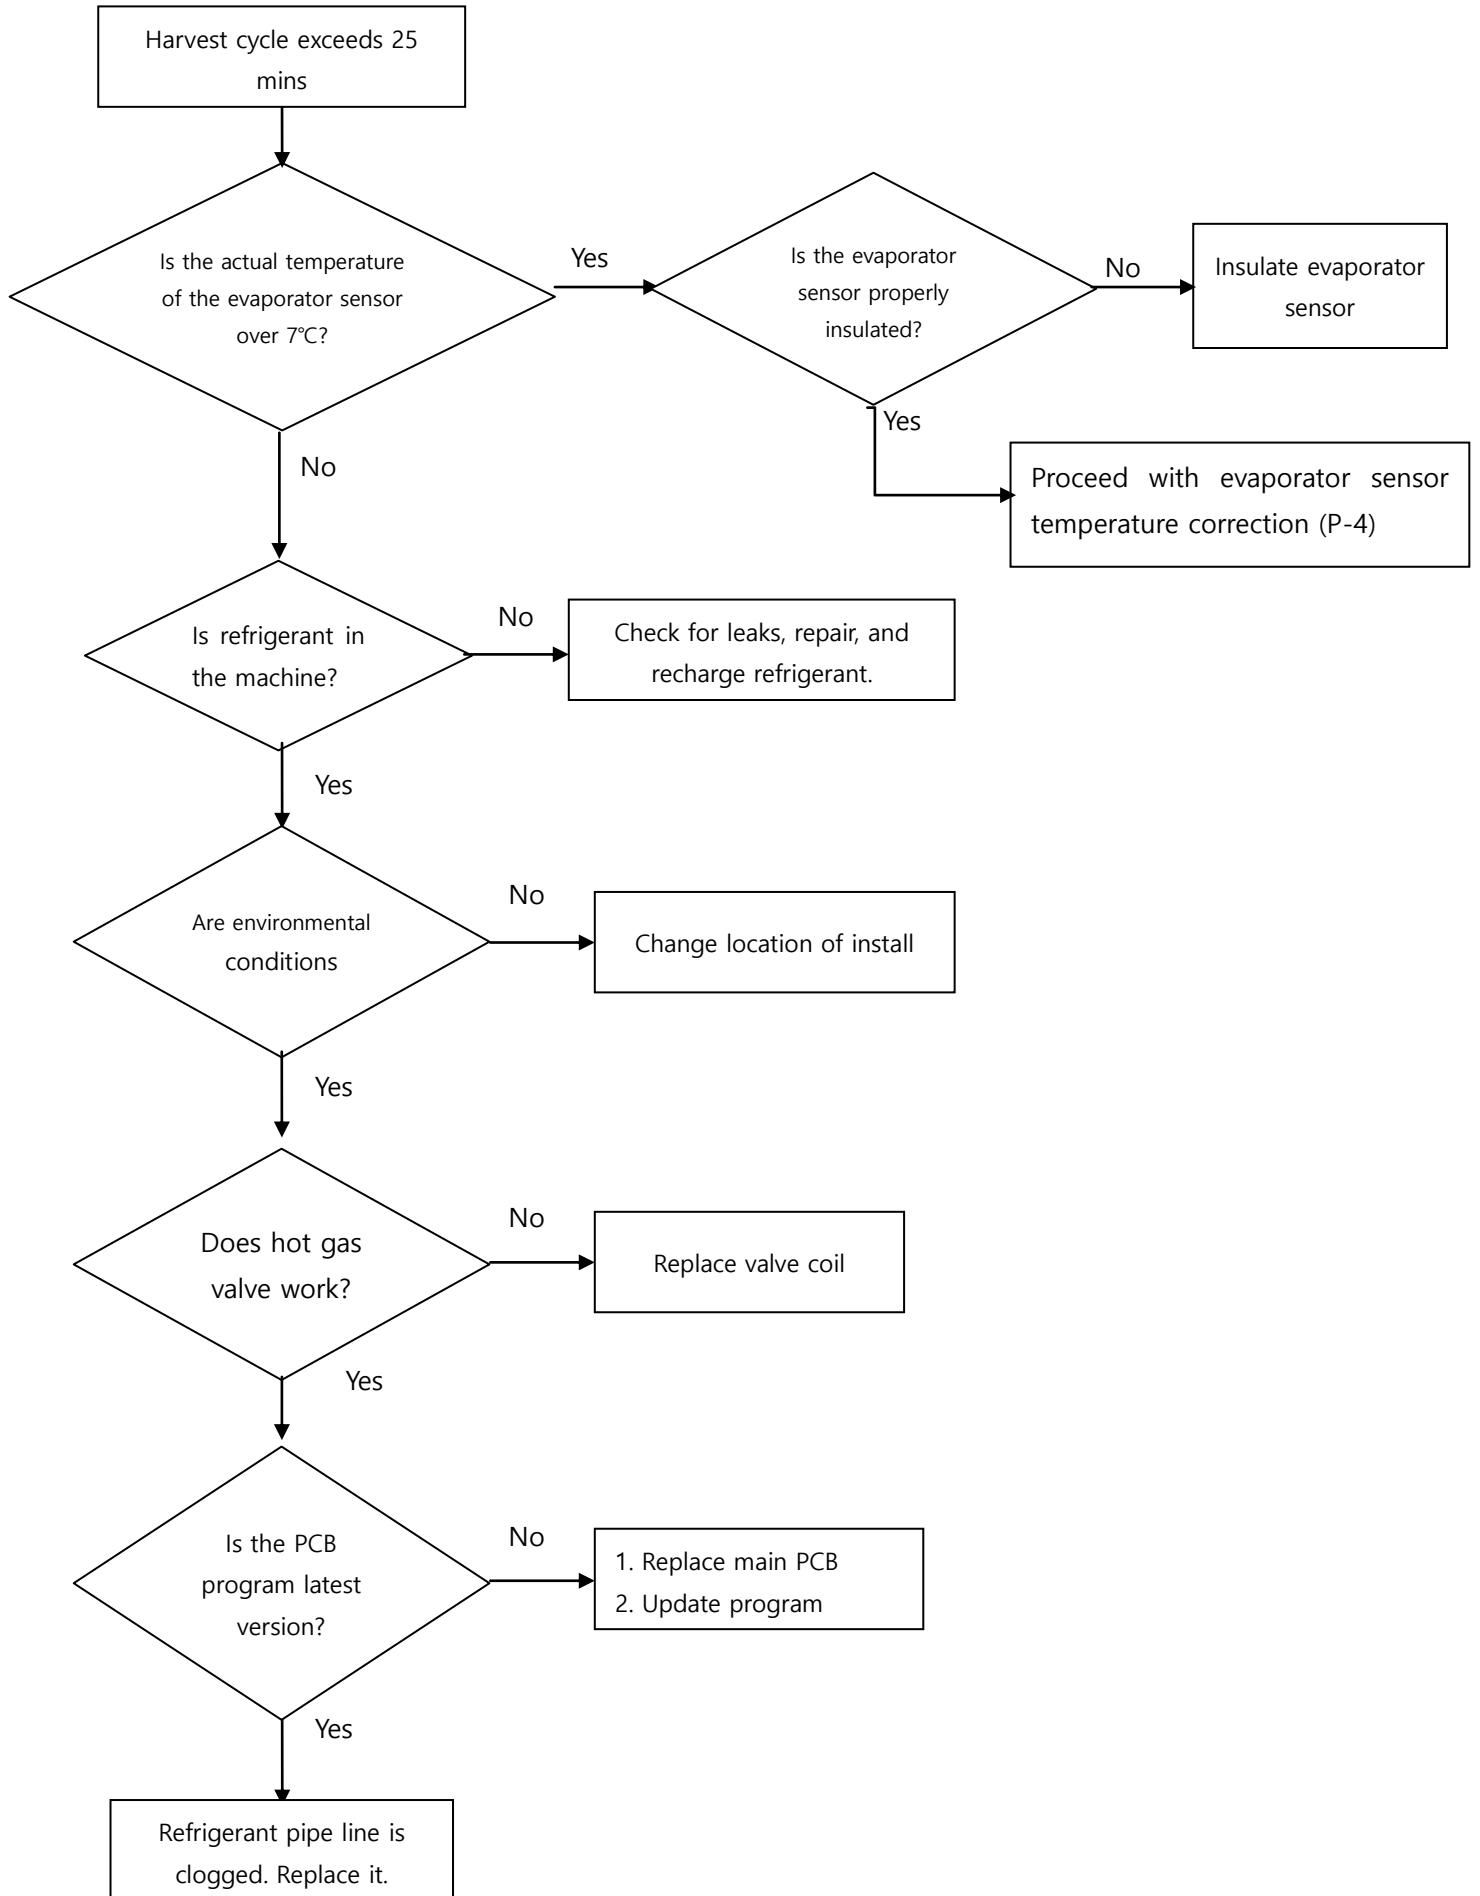 Harvest cycle exceeds 25
mins
Is the actual temperature
of the evaporator sensor
over 7℃?
Yes
Is the evaporator
sensor properly
insulated?
No
Insulate evaporator
sensor
Yes
Proceed with evaporator sensor
temperature correction (P-4)
No
Is refrigerant in
the machine?
No
Check for leaks, repair, and
recharge refrigerant.
Yes
Are environmental
conditions
No
Change location of install
Yes
Does hot gas
valve work?
No
Replace valve coil
Yes
Is the PCB
program latest
version?
No
1. Replace main PCB
2. Update program
Yes
Refrigerant pipe line is
clogged. Replace it.